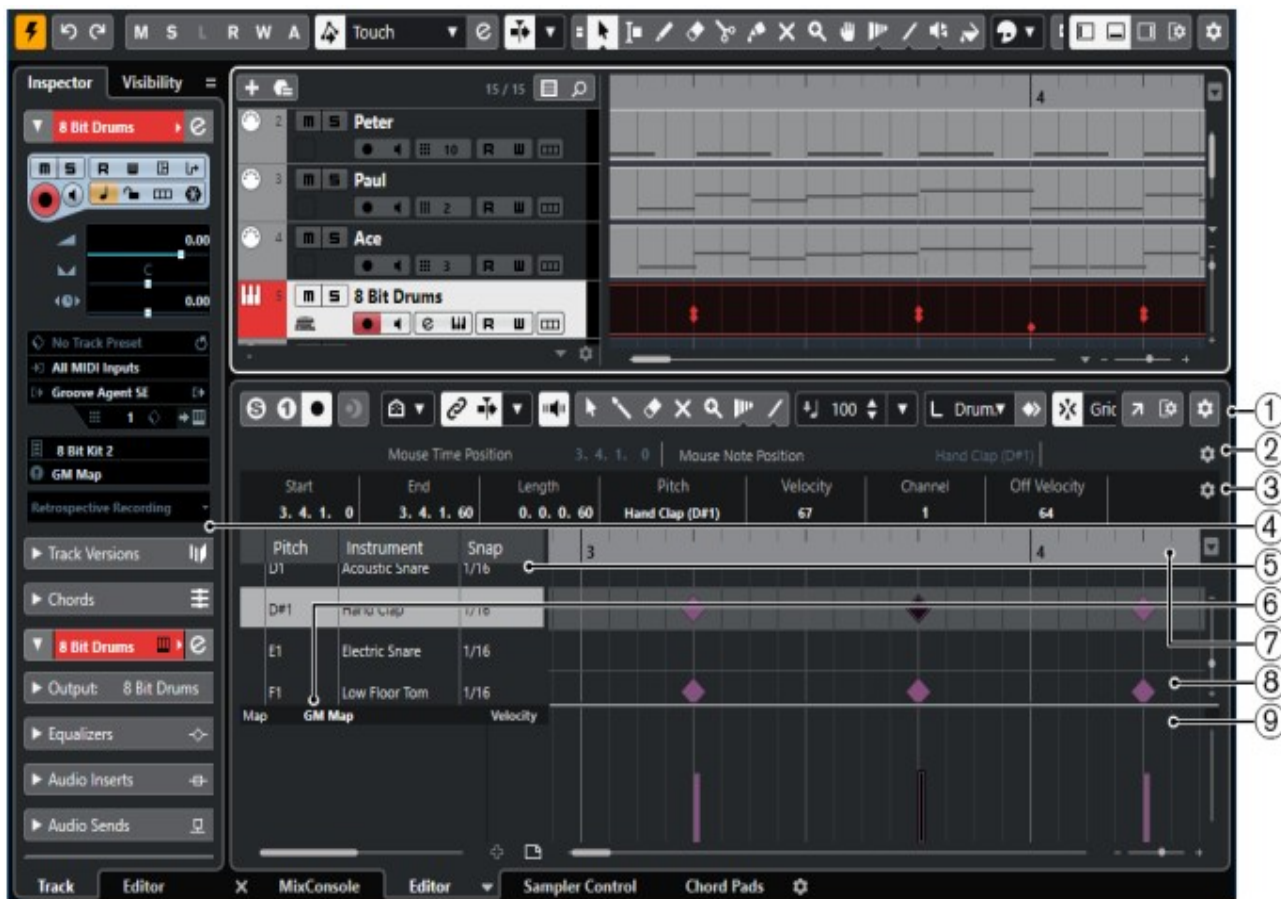 M S L R W A Touch
Inspector Visibility
15 / 15
4
8 Bit Drums
2 m S Peter
10 R W
m S R W
3 m S Paul
2 R W
0.00
4 m S Ace
C
3 R W
0.00
5 m S 8 Bit Drums
R W
No Track Preset
All MIDI Inputs
Groove Agent SE
1
8 Bit Kit 2
GM Map
Retrospective Recording
100 L Drum Gric
Mouse Time Position 3. 4. 1. 0 Mouse Note Position Hand Clap (D#1)
Start End Length Pitch Velocity Channel Off Velocity
3. 4. 1. 0 3. 4. 1. 60 0. 0. 0. 60 Hand Clap (D#1) 67 1 64
Pitch Instrument Snap 3 4
D1 Acoustic Snare 1/16
D#1 Hand Clap 1/16
E1 Electric Snare 1/16
F1 Low Floor Tom 1/16
Map GM Map Velocity
Track Versions
Chords
8 Bit Drums
Output: 8 Bit Drums
Equalizers
Audio Inserts
Audio Sends
Track Editor X MixConsole Editor Sampler Control Chord Pads
①
②
③
④
⑤
⑥
⑦
⑧
⑨